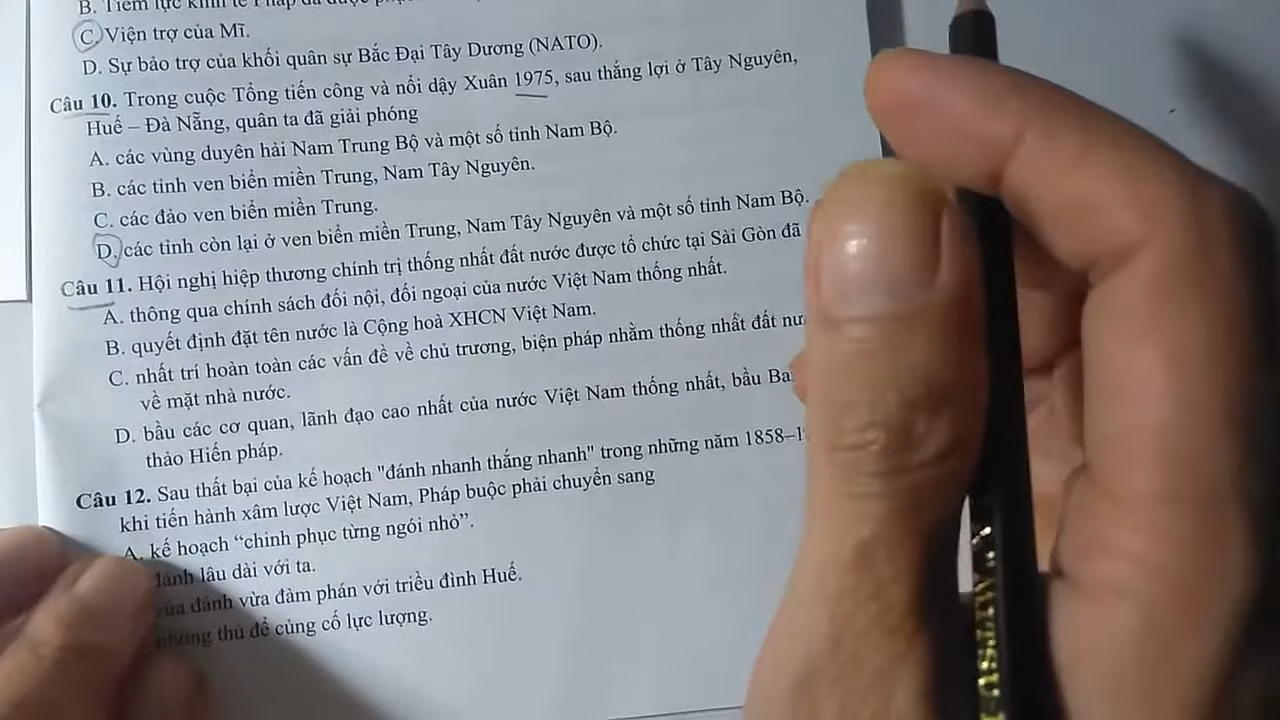 B. Tiềm lực kinh tế Pháp đã được
C. Viện trợ của Mĩ.
D. Sự bảo trợ của khối quân sự Bắc Đại Tây Dương (NATO).
Câu 10. Trong cuộc Tổng tiến công và nổi dậy Xuân 1975, sau thắng lợi ở Tây Nguyên,
Huế – Đà Nẵng, quân ta đã giải phóng
A. các vùng duyên hải Nam Trung Bộ và một số tỉnh Nam Bộ.
B. các tỉnh ven biển miền Trung, Nam Tây Nguyên.
C. các đảo ven biển miền Trung.
D. các tỉnh còn lại ở ven biển miền Trung, Nam Tây Nguyên và một số tỉnh Nam Bộ.
Câu 11. Hội nghị hiệp thương chính trị thống nhất đất nước được tổ chức tại Sài Gòn đã
A. thông qua chính sách đối nội, đối ngoại của nước Việt Nam thống nhất.
B. quyết định đặt tên nước là Cộng hoà XHCN Việt Nam.
C. nhất trí hoàn toàn các vấn đề về chủ trương, biện pháp nhằm thống nhất đất
về mặt nhà nước.
D. bầu các cơ quan, lãnh đạo cao nhất của nước Việt Nam thống nhất, bầu
thảo Hiến pháp.
Câu 12. Sau thất bại của kế hoạch "đánh nhanh thắng nhanh" trong những năm 1858–
khi tiến hành xâm lược Việt Nam, Pháp buộc phải chuyển sang
A. kế hoạch “chinh phục từng gói nhỏ”.
đánh lâu dài với ta.
vừa đánh vừa đàm phán với triều đình Huế.
phòng thủ để củng cố lực lượng.